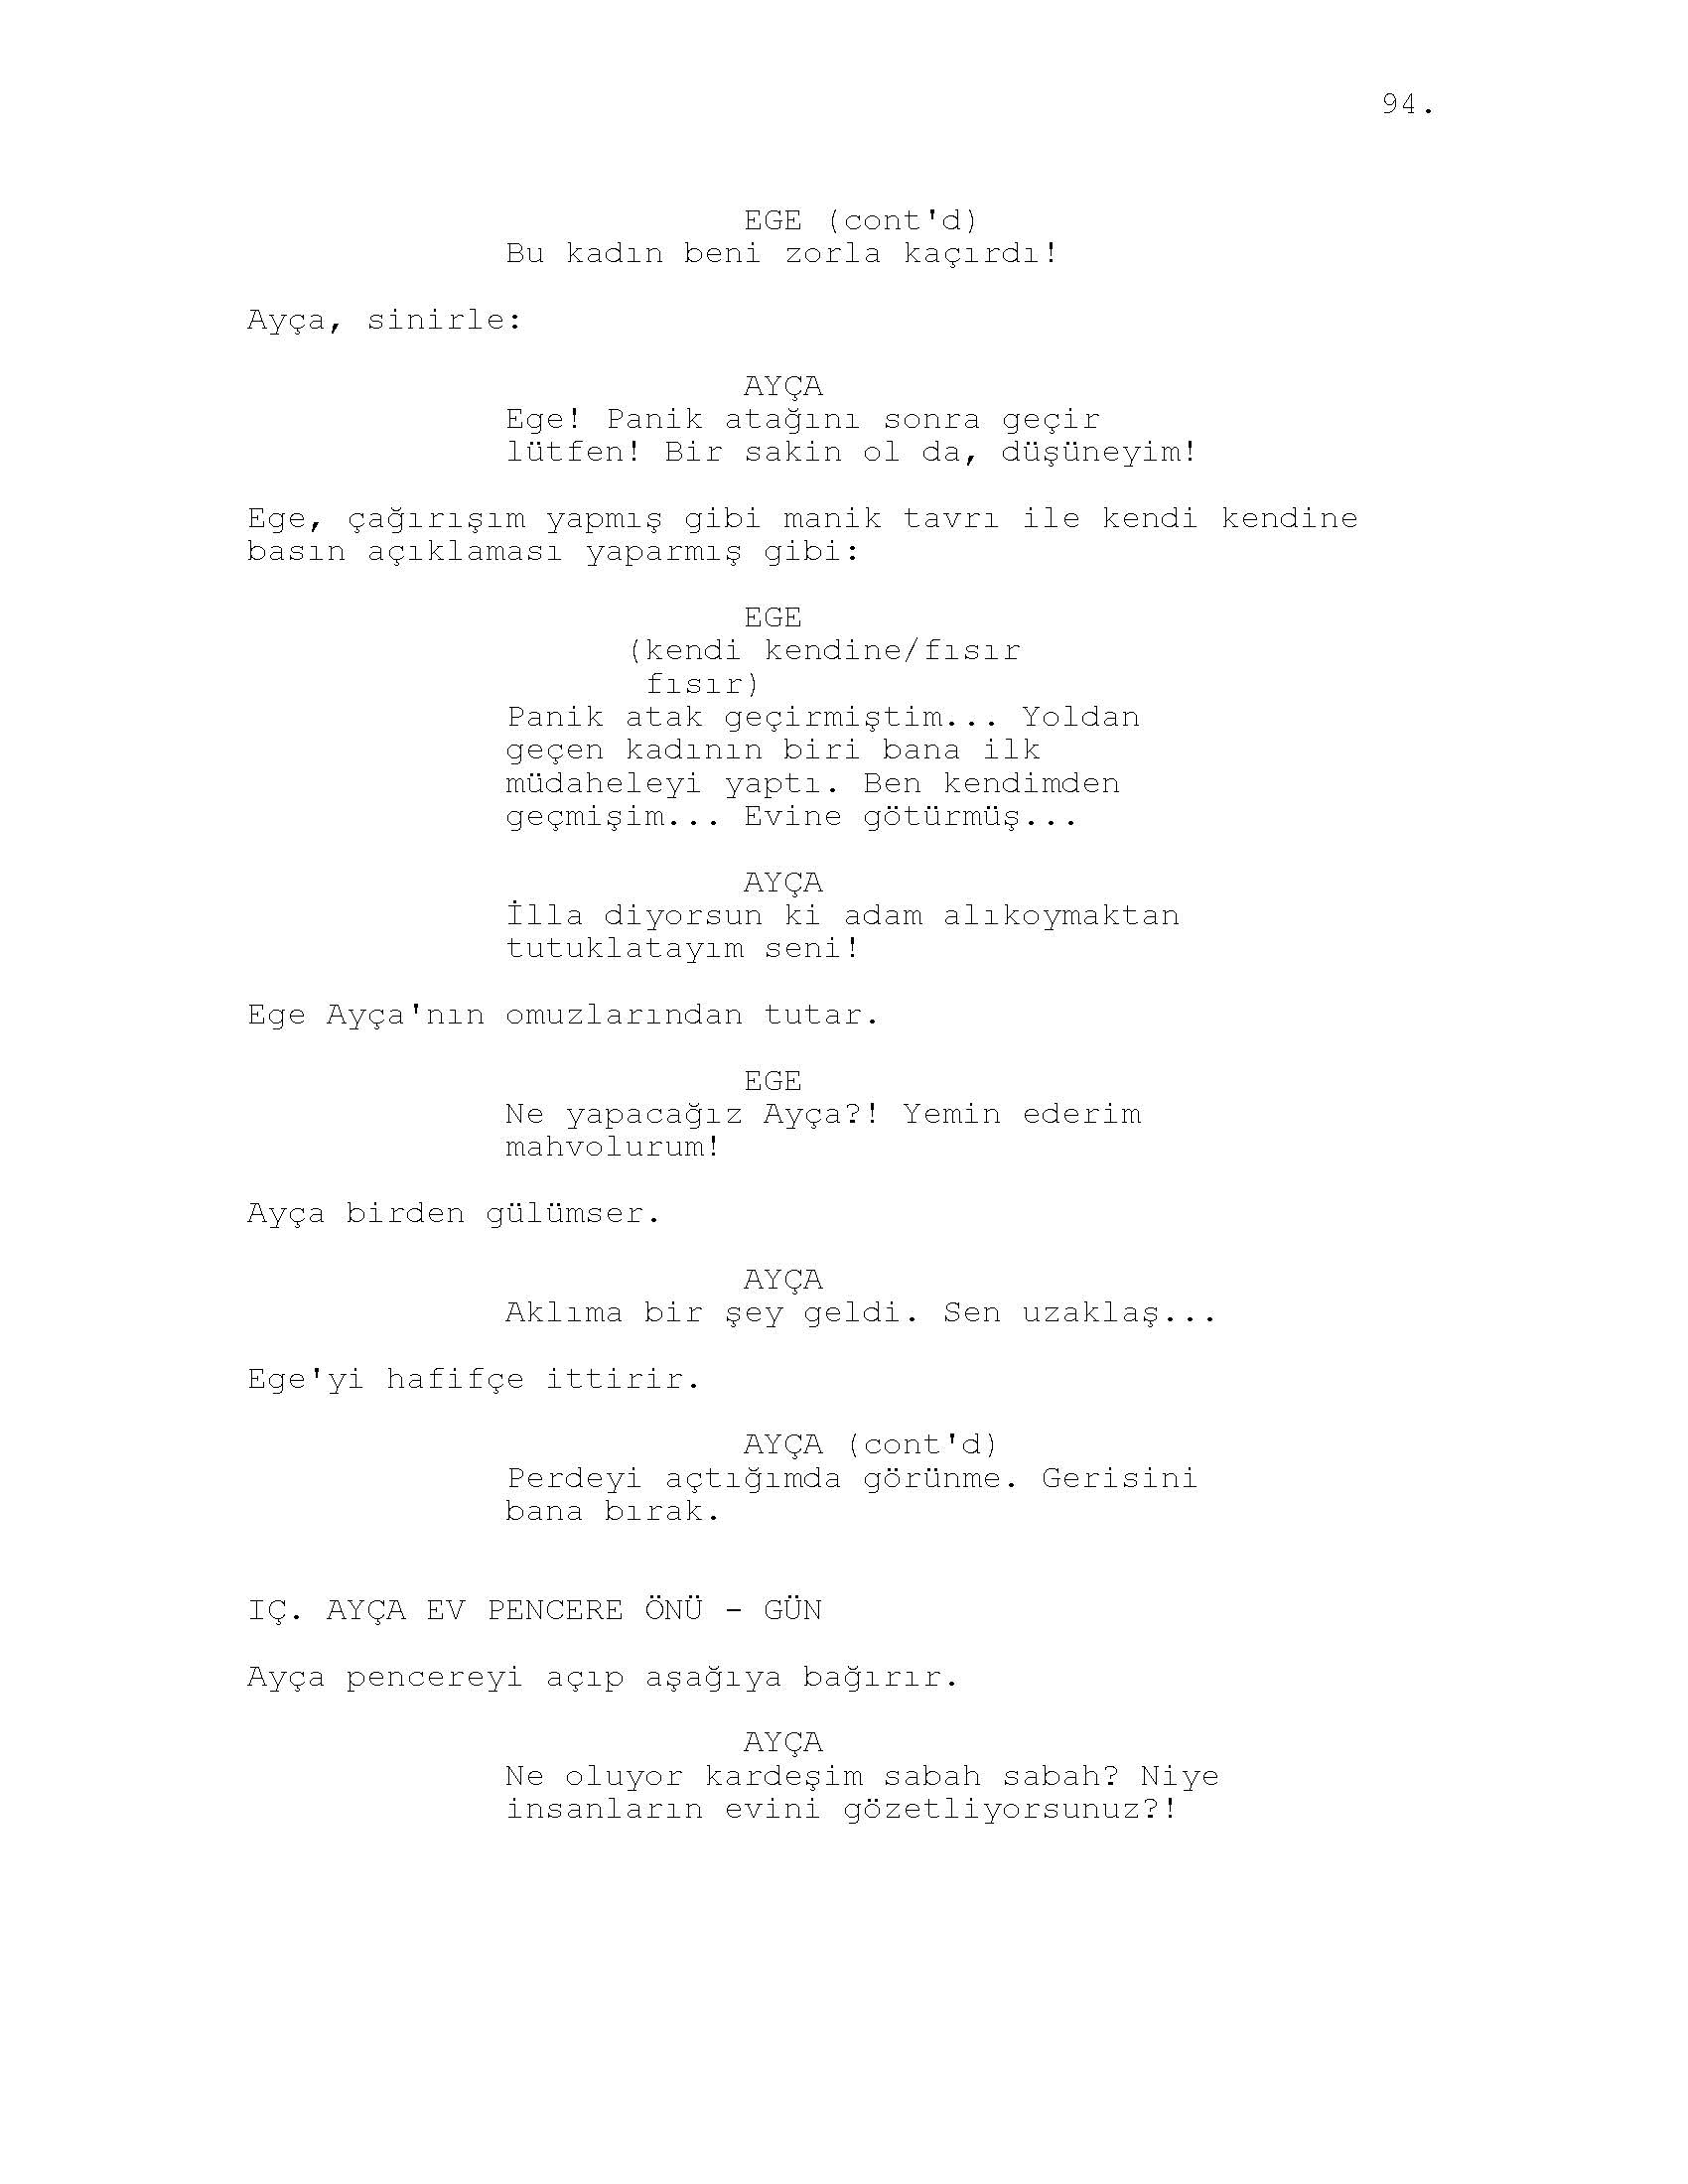 94.
EGE (cont'd)
Bu kadın beni zorla kaçırdı!
Ayça, sinirle:
AYÇA
Ege! Panik atağını sonra geçir
lütfen! Bir sakin ol da, düşüneyim!
Ege, çağırışım yapmış gibi manik tavrı ile kendi kendine
basın açıklaması yaparmış gibi:
EGE
(kendi kendine/fısır
fısır)
Panik atak geçirmiştim... Yoldan
geçen kadının biri bana ilk
müdaheleyi yaptı. Ben kendimden
geçmişim... Evine götürmüş...
AYÇA
İlla diyorsun ki adam alıkoymaktan
tutuklatayım seni!
Ege Ayça'nın omuzlarından tutar.
EGE
Ne yapacağız Ayça?! Yemin ederim
mahvolurum!
Ayça birden gülümser.
AYÇA
Aklıma bir şey geldi. Sen uzaklaş...
Ege'yi hafifçe ittirir.
AYÇA (cont'd)
Perdeyi açtığımda görünme. Gerisini
bana bırak.
IÇ. AYÇA EV PENCERE ÖNÜ - GÜN
Ayça pencereyi açıp aşağıya bağırır.
AYÇA
Ne oluyor kardeşim sabah sabah? Niye
insanların evini gözetliyorsunuz?!